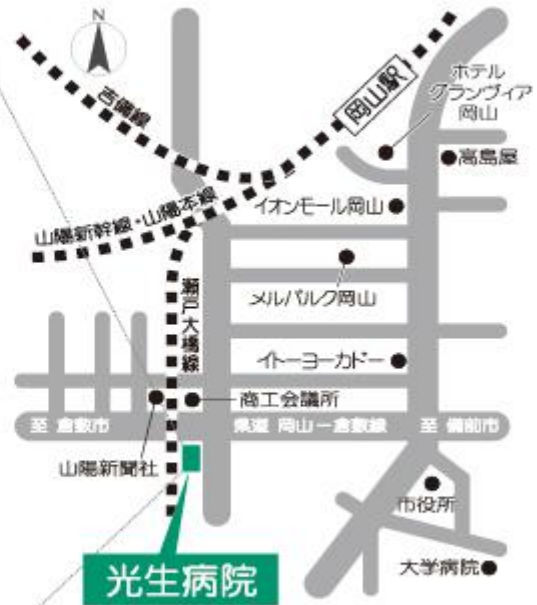 N
吉備線
岡山駅
ホテル
グランヴィア
岡山
高島屋
山陽新幹線・山陽本線
イオンモール岡山
瀬戸大橋線
メルパルク岡山
イトーヨーカドー
商工会議所
至 倉敷市
県道 岡山ー倉敷線
至 備前市
山陽新聞社
市役所
光生病院
大学病院